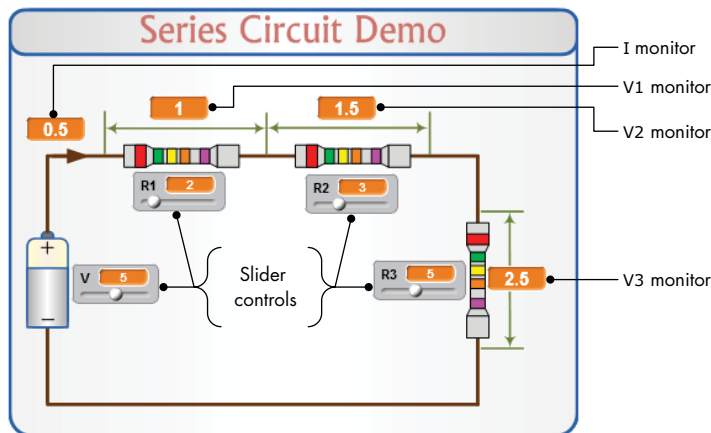 Series Circuit Demo
I monitor
V1 monitor
V2 monitor
1
1.5
0.5
R1 2
R2 3
V 5
Slider
controls
R3 5
2.5
V3 monitor
+
−